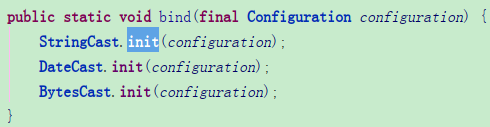 public static void bind(final Configuration configuration) {
StringCast.init(configuration);
DateCast.init(configuration);
BytesCast.init(configuration);
}